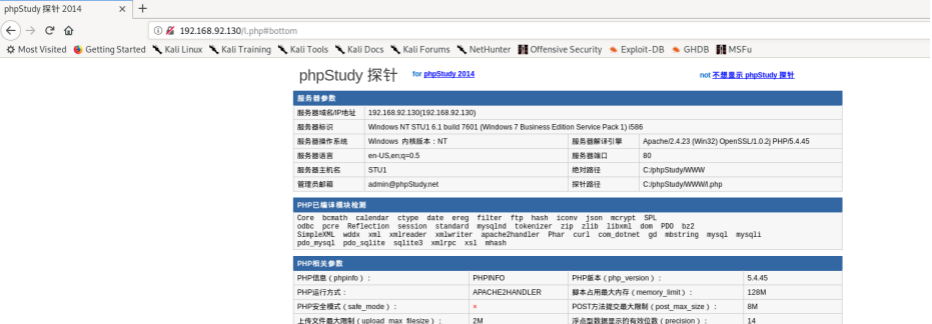 phpStudy 探针 2014
192.168.92.130/l.php#bottom
Most Visited Getting Started Kali Linux Kali Training Kali Tools Kali Docs Kali Forums NetHunter Offensive Security Exploit-DB GHDB MSFu
phpStudy 探针 for phpStudy 2014 not 不想显示 phpStudy 探针
服务器参数
服务器域名/IP地址 192.168.92.130(192.168.92.130)
服务器标识 Windows NT STU1 6.1 build 7601 (Windows 7 Business Edition Service Pack 1) i586
服务器操作系统 Windows 内核版本：NT 服务器解译引擎 Apache/2.4.23 (Win32) OpenSSL/1.0.2j PHP/5.4.45
服务器语言 en-US,en;q=0.5 服务器端口 80
服务器主机名 STU1 绝对路径 C:/phpStudy/WWW
管理员邮箱 admin@phpStudy.net 探针路径 C:/phpStudy/WWW/l.php
PHP已编译模块检测
Core bcmath calendar ctype date ereg filter ftp hash iconv json mcrypt SPL
odbc pcre Reflection session standard mysqlnd tokenizer zip zlib libxml dom PDO bz2
SimpleXML wddx xml xmlreader xmlwriter apache2handler Phar curl com_dotnet gd mbstring mysql mysqli
pdo_mysql pdo_sqlite sqlite3 xmlrpc xsl mhash
PHP相关参数
PHP信息（phpinfo）： PHPINFO PHP版本（php_version）： 5.4.45
PHP运行方式： APACHE2HANDLER 脚本占用最大内存（memory_limit）： 128M
PHP安全模式（safe_mode）： × POST方法提交最大限制（post_max_size）： 8M
上传文件最大限制（upload_max_filesize）： 2M 浮点型数据显示的有效位数（precision）： 14